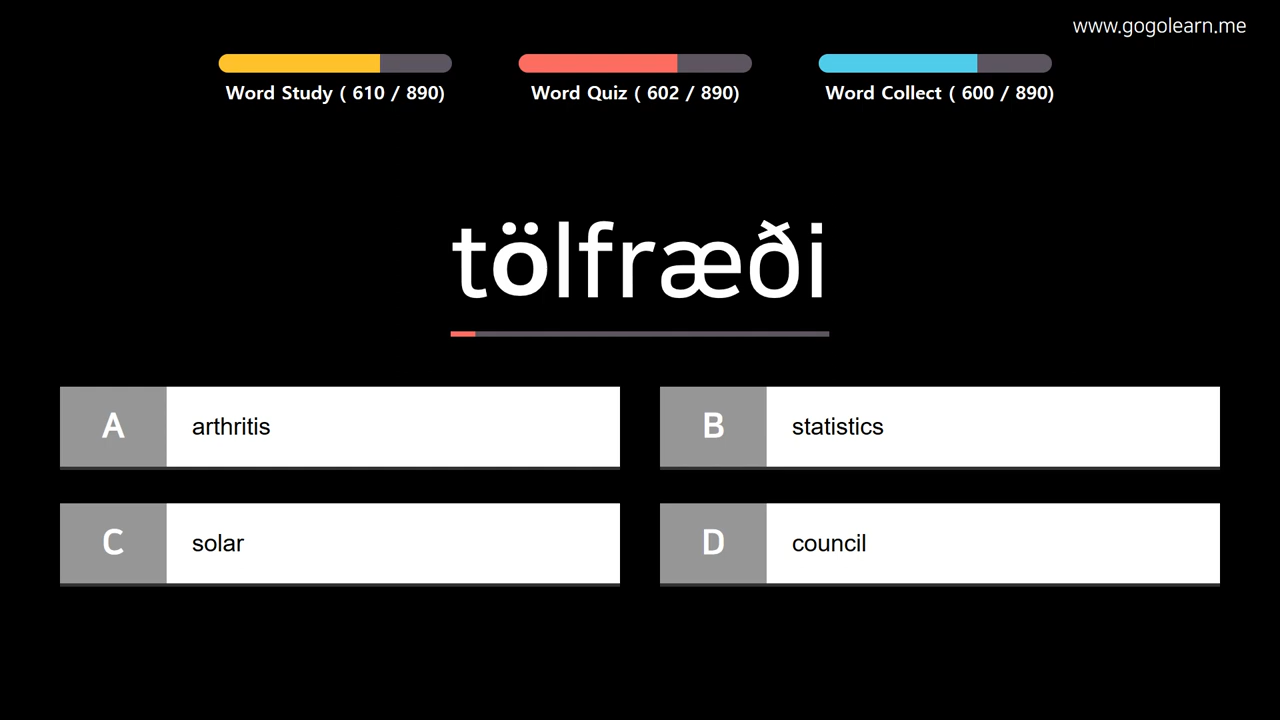 www.gogolearn.me
Word Study ( 610 / 890)
Word Quiz ( 602 / 890)
Word Collect ( 600 / 890)
tölfræði
A arthritis
B statistics
C solar
D council